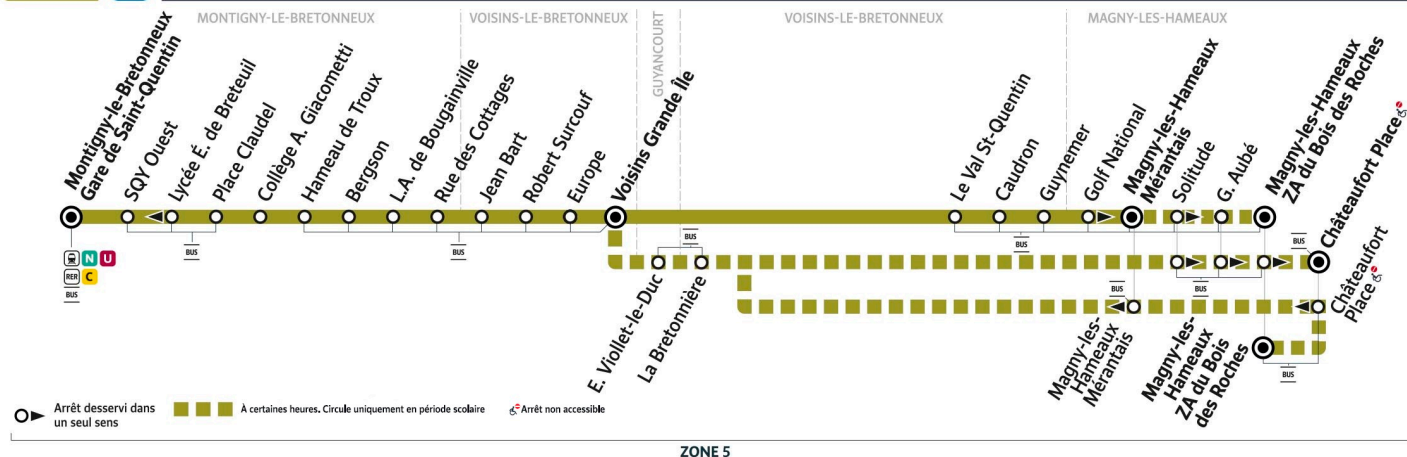 MONTIGNY-LE-BRETONNEUX
VOISINS-LE-BRETONNEUX
GUYANCOURT
VOISINS-LE-BRETONNEUX
MAGNY-LES-HAMEAUX
Montigny-le-Bretonneux
Gare de Saint-Quentin
SQY Ouest
Lycée É. de Breteuil
Place Claudel
Collège A. Giacometti
Hameau de Troux
Bergson
L.A. de Bougainville
Rue des Cottages
Jean Bart
Robert Surcouf
Europe
Voisins Grande Île
Le Val St-Quentin
Caudron
Guynemer
Golf National
Magny-les-Hameaux
Mérantais
Solitude
G. Aubé
Magny-les-Hameaux
ZA du Bois des Roches
Châteaufort Place
N U
RER C
BUS
BUS
BUS
BUS
BUS
BUS
BUS
BUS
BUS
E. Viollet-le-Duc
La Bretonnière
Magny-les-
Hameaux
Mérantais
Magny-les-
Hameaux
ZA du Bois
des Roches
Châteaufort
Place
Arrêt desservi dans
un seul sens
À certaines heures. Circule uniquement en période scolaire
Arrêt non accessible
ZONE 5